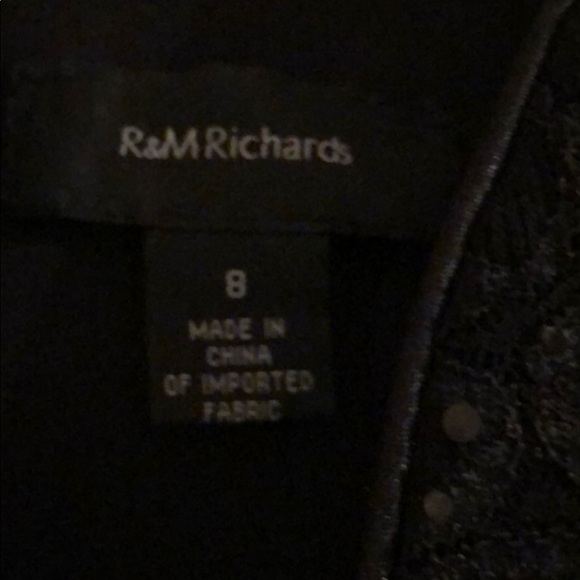 R&M Richards
8
MADE IN
CHINA
OF IMPORTED
FABRIC